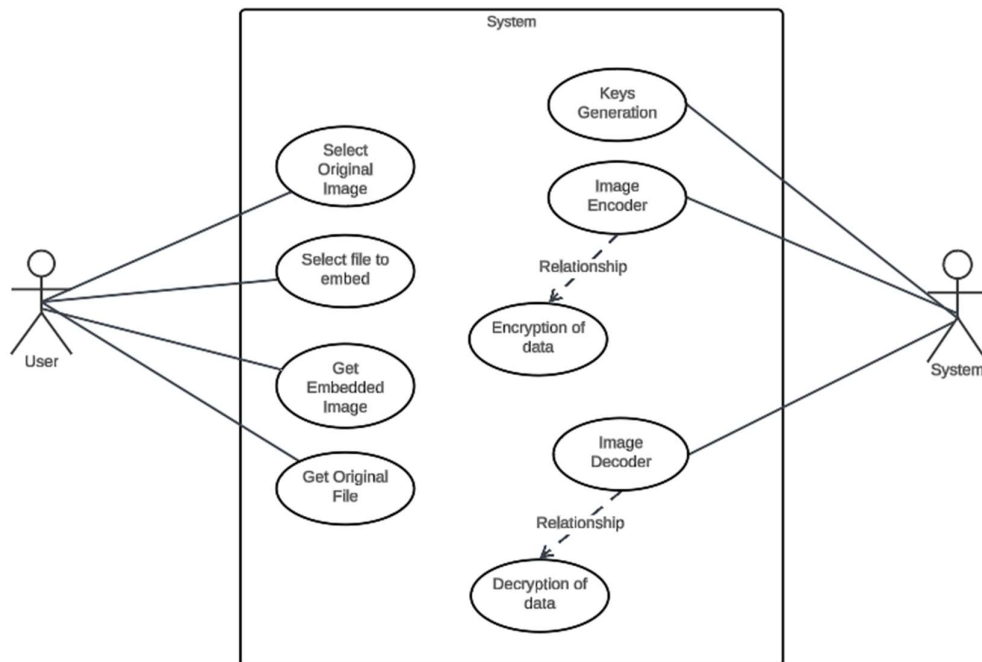 System
Keys
Generation
Select
Original
Image
Image
Encoder
Select file to
embed
Relationship
Encryption of
data
User
Get
Embedded
Image
System
Image
Decoder
Get Original
File
Relationship
Decryption of
data